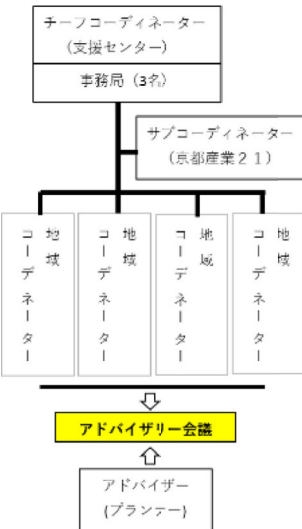 チーフコーディネーター
(支援センター)
事務局（3名）
サブコーディネーター
(京都産業２１)
地域
コーデネーター
地域
コーデネーター
地域
コーデネーター
地域
コーデネーター
アドバイザリー会議
アドバイザー
(プランナー)